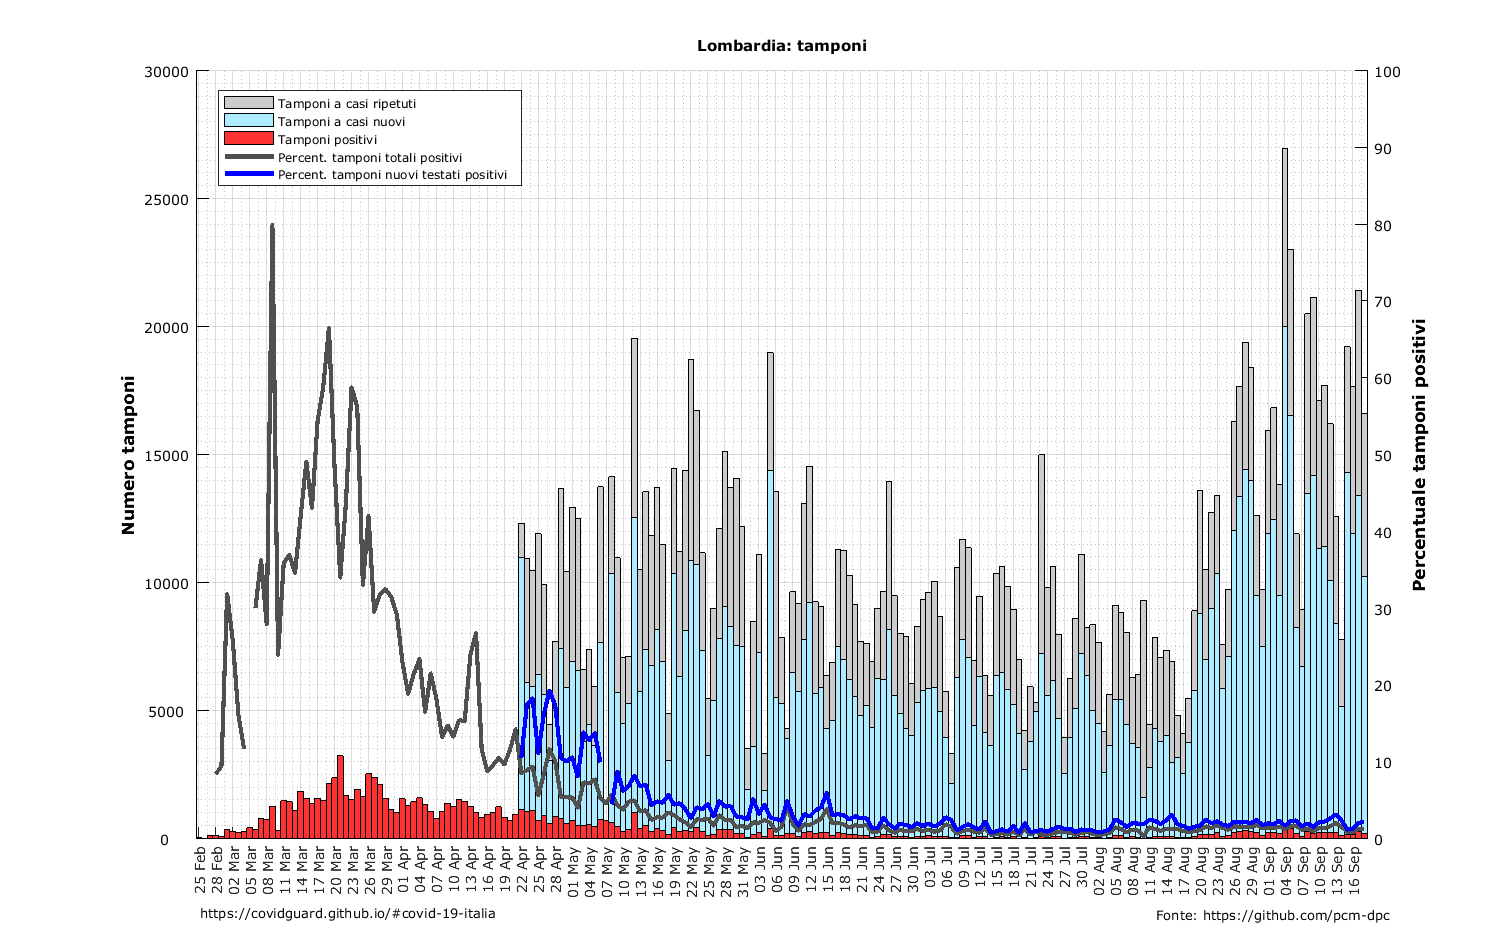 Lombardia: tamponi
30000
25000
20000
15000
10000
5000
0
Numero tamponi
Tamponi a casi ripetuti
Tamponi a casi nuovi
Tamponi positivi
Percent. tamponi totali positivi
Percent. tamponi nuovi testati positivi
100
90
80
70
60
50
40
30
20
10
0
Percentuale tamponi positivi
25 Feb
28 Feb
02 Mar
05 Mar
08 Mar
11 Mar
14 Mar
17 Mar
20 Mar
23 Mar
26 Mar
29 Mar
01 Apr
04 Apr
07 Apr
10 Apr
13 Apr
16 Apr
19 Apr
22 Apr
25 Apr
28 Apr
01 May
04 May
07 May
10 May
13 May
16 May
19 May
22 May
25 May
28 May
31 May
03 Jun
06 Jun
09 Jun
12 Jun
15 Jun
18 Jun
21 Jun
24 Jun
27 Jun
30 Jun
03 Jul
06 Jul
09 Jul
12 Jul
15 Jul
18 Jul
21 Jul
24 Jul
27 Jul
30 Jul
02 Aug
05 Aug
08 Aug
11 Aug
14 Aug
17 Aug
20 Aug
23 Aug
26 Aug
29 Aug
01 Sep
04 Sep
07 Sep
10 Sep
13 Sep
16 Sep
https://covidguard.github.io/#covid-19-italia
Fonte: https://github.com/pcm-dpc